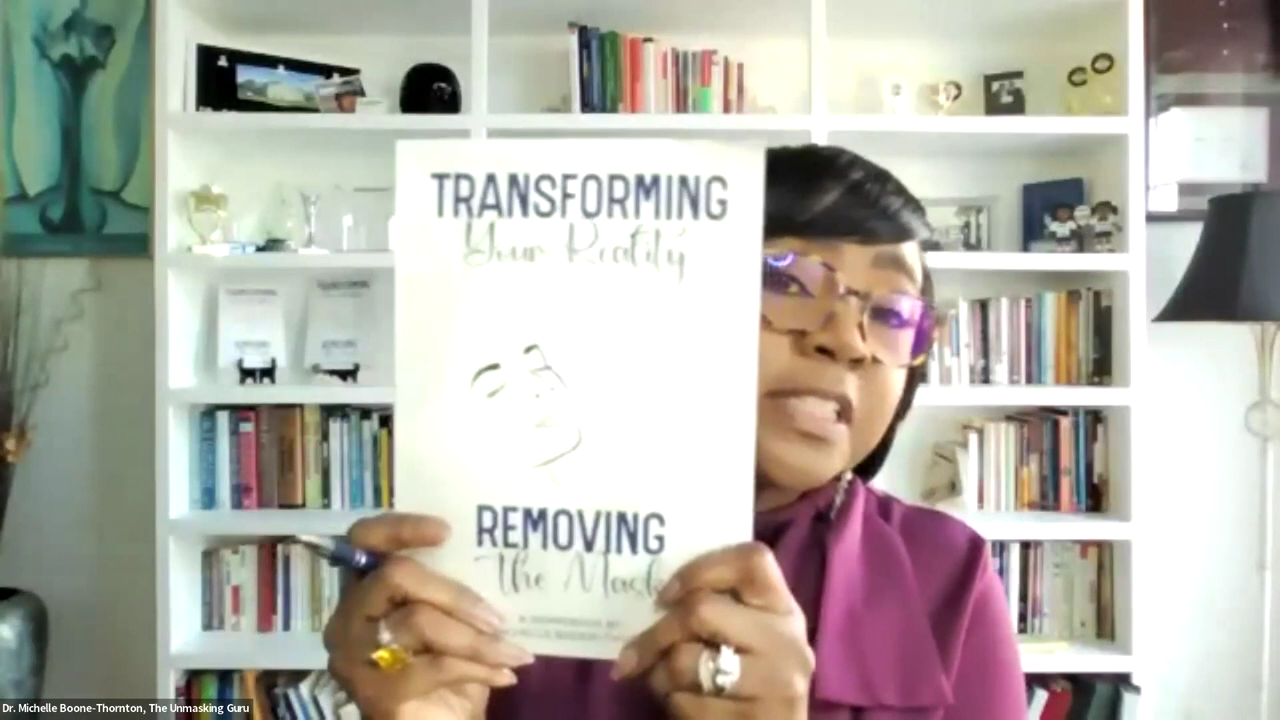 TRANSFORMING
Your Reality
REMOVING
The Mask
Dr. Michelle Boone-Thornton, The Unmasking Guru